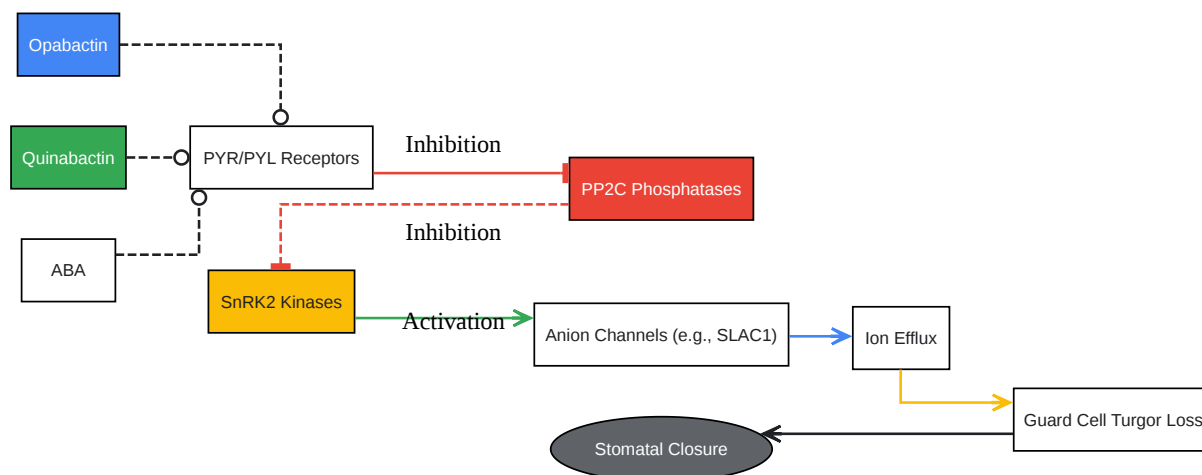 Opabactin
Quinabactin
PYR/PYL Receptors
Inhibition
PP2C Phosphatases
Inhibition
ABA
SnRK2 Kinases
Activation
Anion Channels (e.g., SLAC1)
Ion Efflux
Guard Cell Turgor Loss
Stomatal Closure